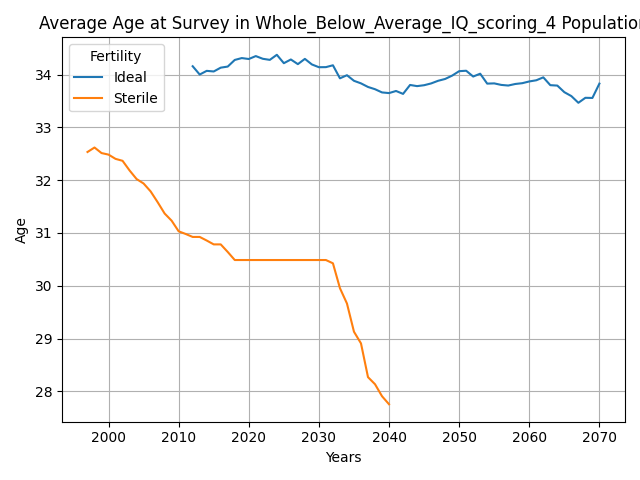 Average Age at Survey in Whole_Below_Average_IQ_scoring_4 Population
Fertility
Ideal
Sterile
Age
34
33
32
31
30
29
28
2000 2010 2020 2030 2040 2050 2060 2070
Years